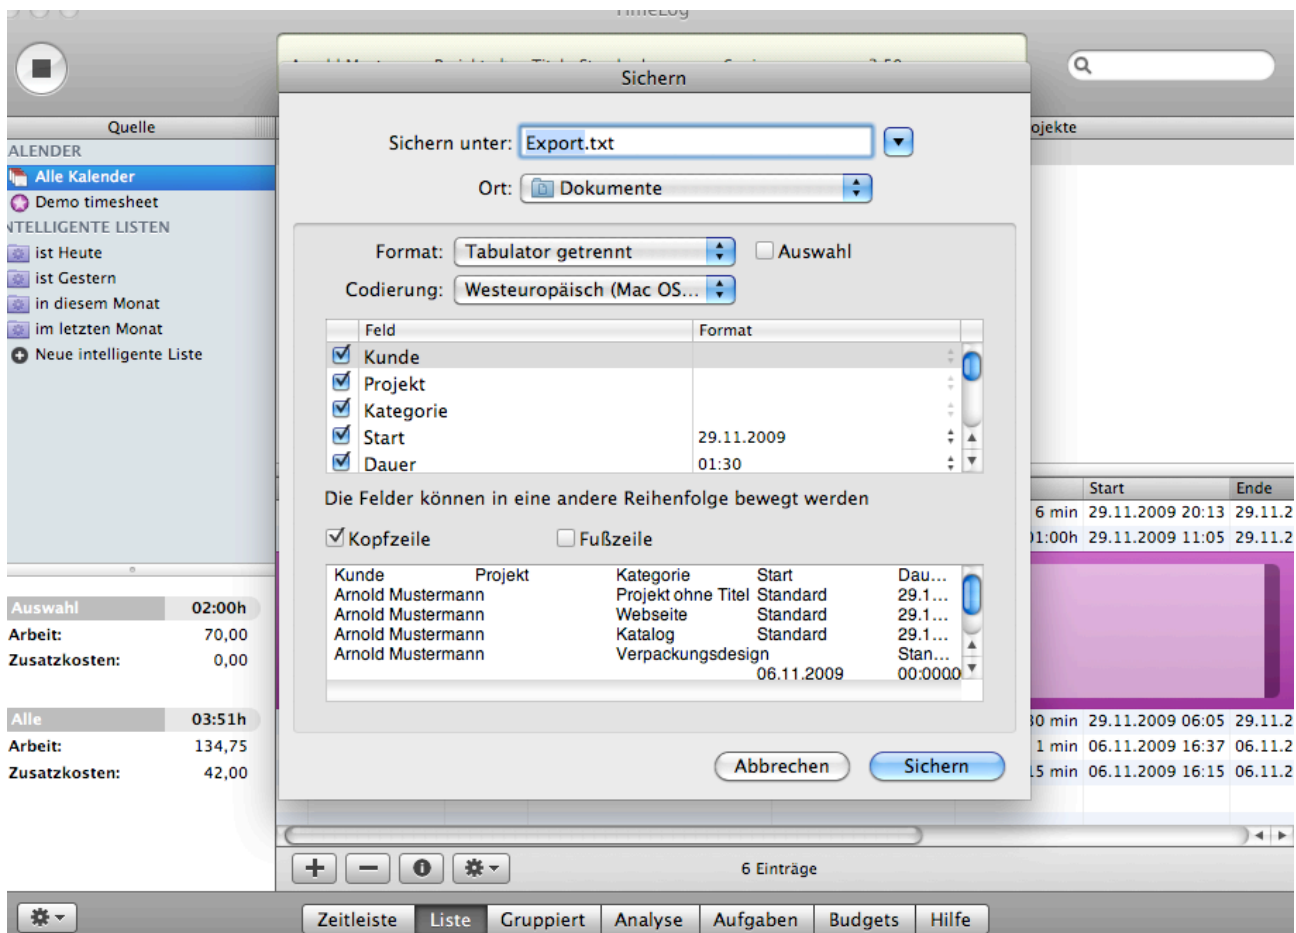 TimeLog
Sichern
Quelle
ojekte
ALENDER
Alle Kalender
Demo timesheet
NTELLIGENTE LISTEN
ist Heute
ist Gestern
in diesem Monat
im letzten Monat
Neue intelligente Liste
Sichern unter: Export.txt
Ort: Dokumente
Format: Tabulator getrennt Auswahl
Codierung: Westeuropäisch (Mac OS...
Feld Format
Kunde
Projekt
Kategorie
Start 29.11.2009
Dauer 01:30
Die Felder können in eine andere Reihenfolge bewegt werden
Kopfzeile Fußzeile
Kunde Projekt Kategorie Start Dau...
Arnold Mustermann Projekt ohne Titel Standard 29.1...
Arnold Mustermann Webseite Standard 29.1...
Arnold Mustermann Katalog Standard 29.1...
Arnold Mustermann Verpackungsdesign Stan...
06.11.2009
Abbrechen Sichern
Start Ende
6 min 29.11.2009 20:13 29.11.2
01:00h 29.11.2009 11:05 29.11.2
30 min 29.11.2009 06:05 29.11.2
1 min 06.11.2009 16:37 06.11.2
15 min 06.11.2009 16:15 06.11.2
Auswahl 02:00h
Arbeit: 70,00
Zusatzkosten: 0,00
Alle 03:51h
Arbeit: 134,75
Zusatzkosten: 42,00
6 Einträge
Zeitleiste Liste Gruppiert Analyse Aufgaben Budgets Hilfe